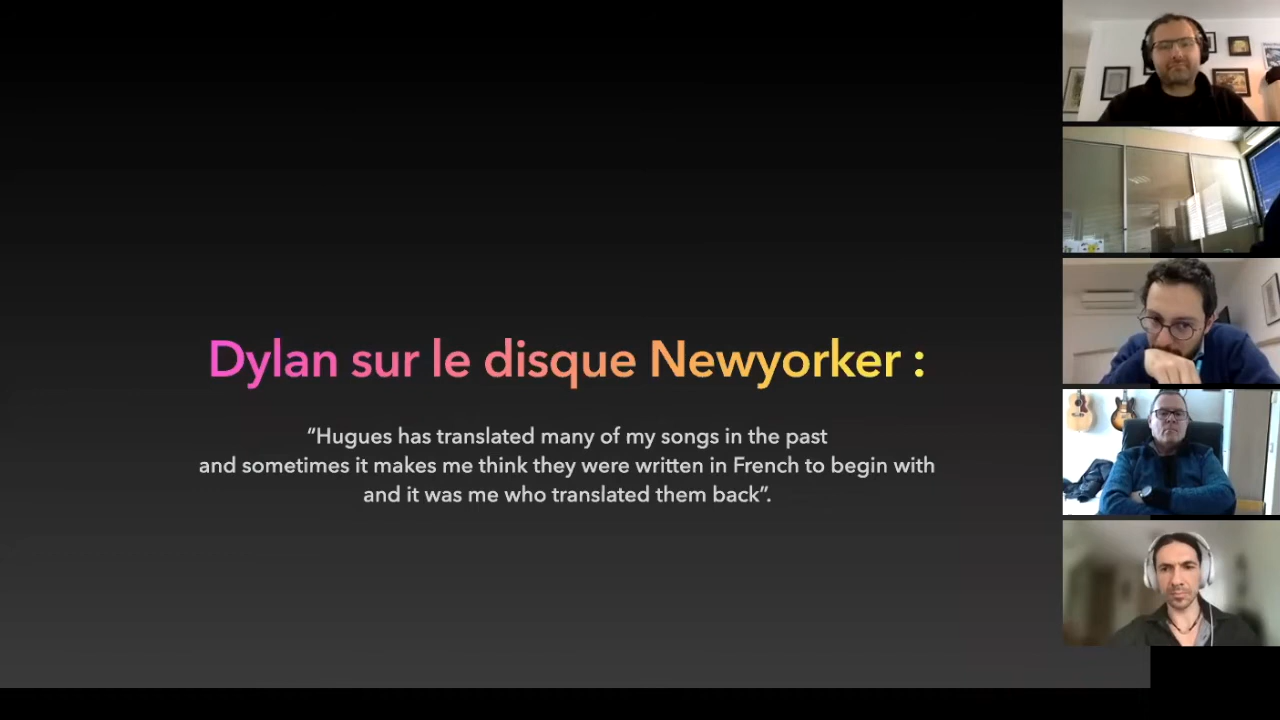 Dylan sur le disque Newyorker :
“Hugues has translated many of my songs in the past
and sometimes it makes me think they were written in French to begin with
and it was me who translated them back”.